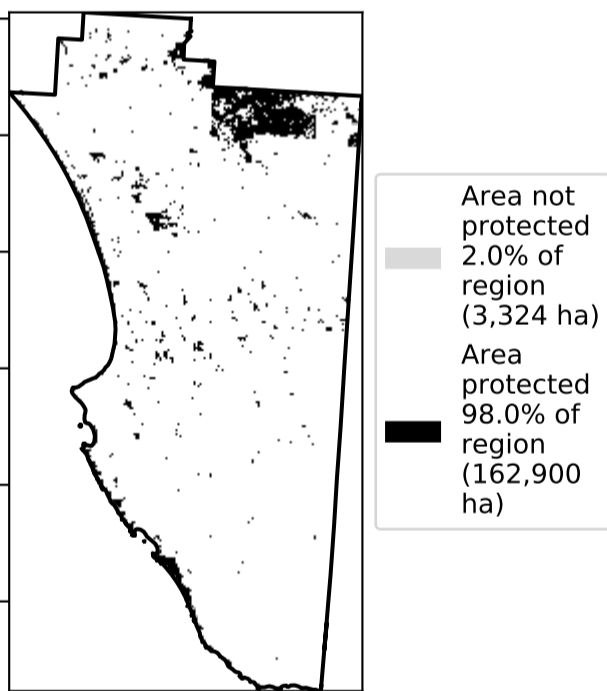 Area not
protected
2.0% of
region
(3,324 ha)
Area
protected
98.0% of
region
(162,900
ha)